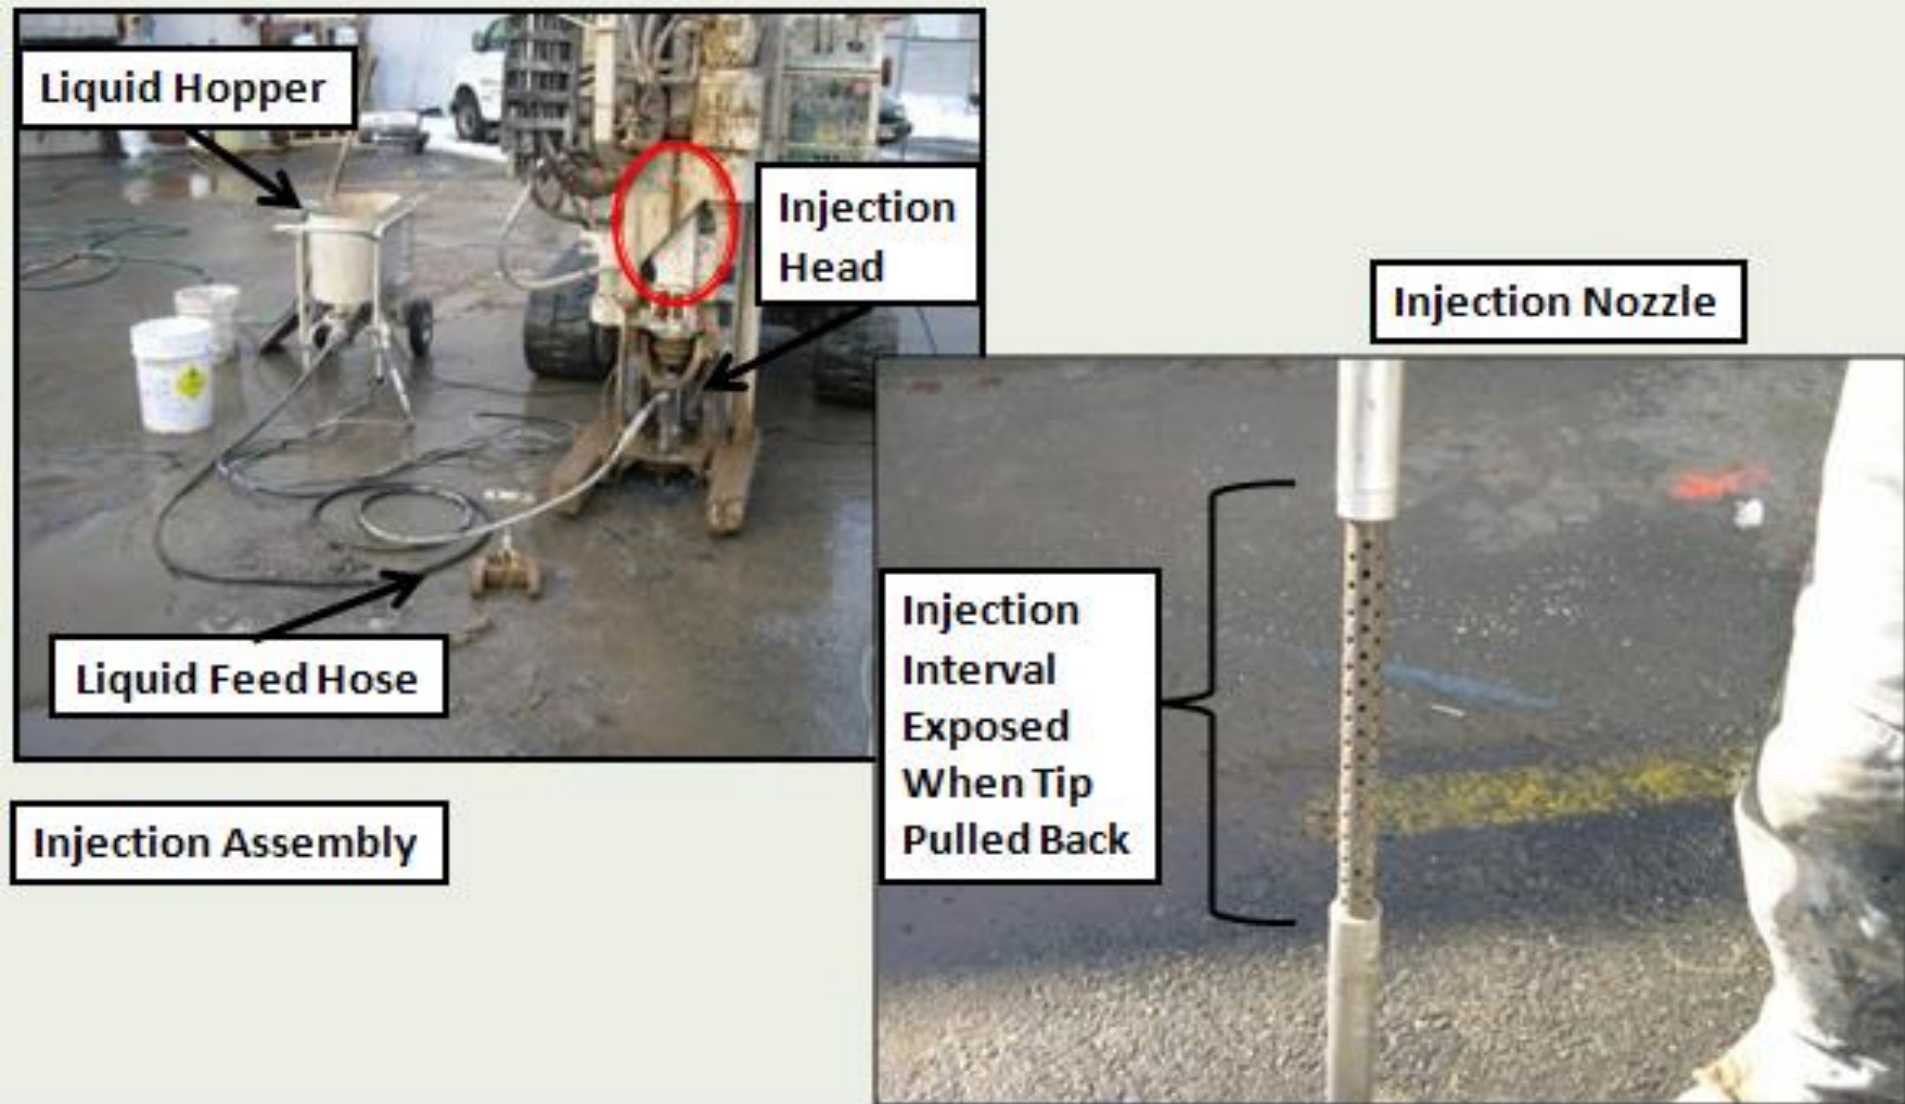 Liquid Hopper
Injection
Head
Liquid Feed Hose
Injection Assembly
Injection Nozzle
Injection
Interval
Exposed
When Tip
Pulled Back